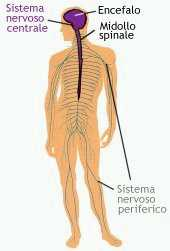 Sistema
nervoso
centrale
Encefalo
Midollo
spinale
Sistema
nervoso
periferico